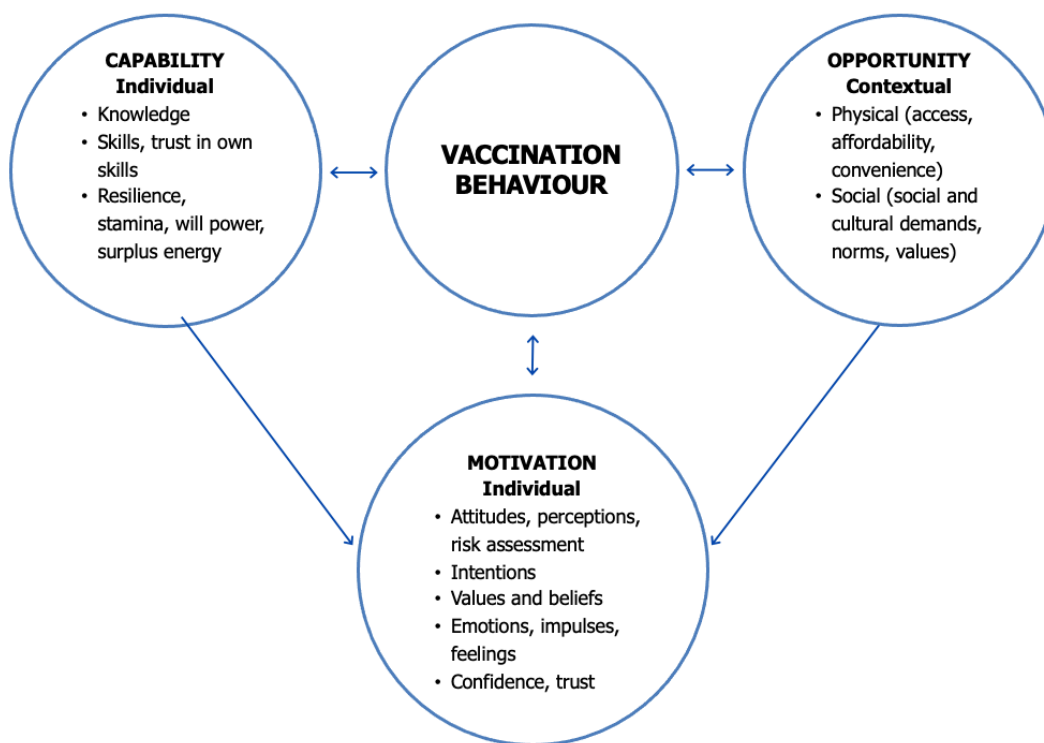 CAPABILITY
Individual
• Knowledge
• Skills, trust in own
skills
• Resilience,
stamina, will power,
surplus energy
VACCINATION
BEHAVIOUR
OPPORTUNITY
Contextual
• Physical (access,
affordability,
convenience)
• Social (social and
cultural demands,
norms, values)
MOTIVATION
Individual
• Attitudes, perceptions,
risk assessment
• Intentions
• Values and beliefs
• Emotions, impulses,
feelings
• Confidence, trust